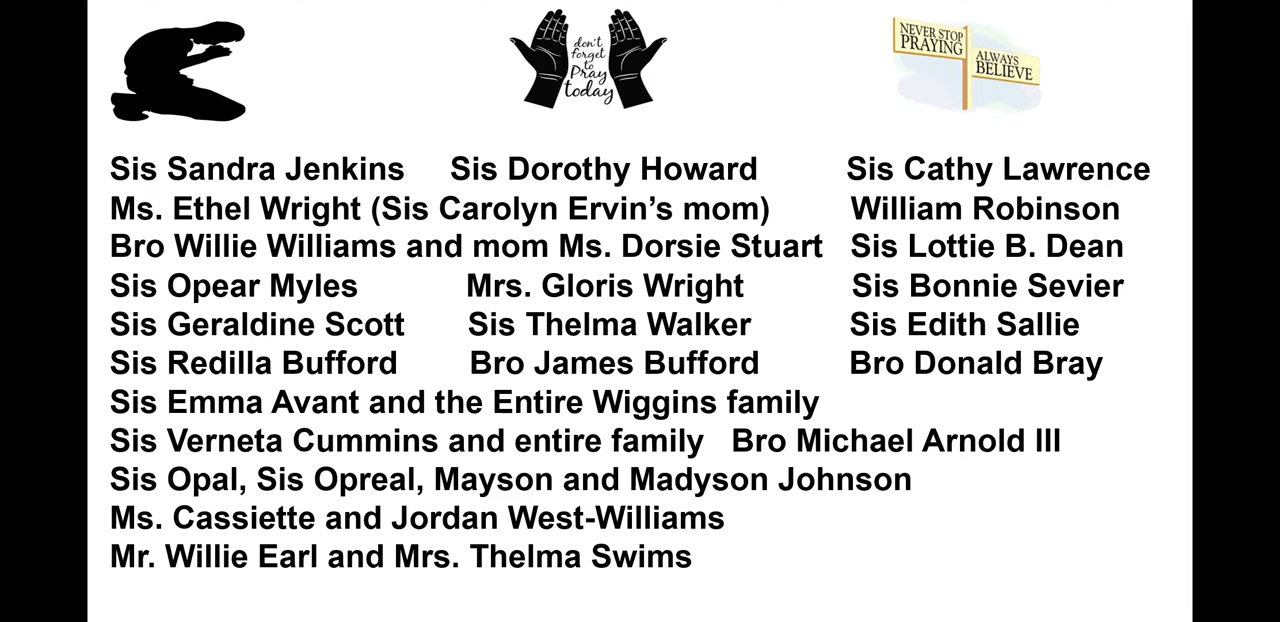 don't
forget
to
Pray
today
NEVER STOP
PRAYING
ALWAYS
BELIEVE
Sis Sandra Jenkins Sis Dorothy Howard Sis Cathy Lawrence
Ms. Ethel Wright (Sis Carolyn Ervin’s mom) William Robinson
Bro Willie Williams and mom Ms. Dorsie Stuart Sis Lottie B. Dean
Sis Opear Myles Mrs. Gloris Wright Sis Bonnie Sevier
Sis Geraldine Scott Sis Thelma Walker Sis Edith Sallie
Sis Redilla Bufford Bro James Bufford Bro Donald Bray
Sis Emma Avant and the Entire Wiggins family
Sis Verneta Cummins and entire family Bro Michael Arnold III
Sis Opal, Sis Opreal, Mayson and Madyson Johnson
Ms. Cassiette and Jordan West-Williams
Mr. Willie Earl and Mrs. Thelma Swims